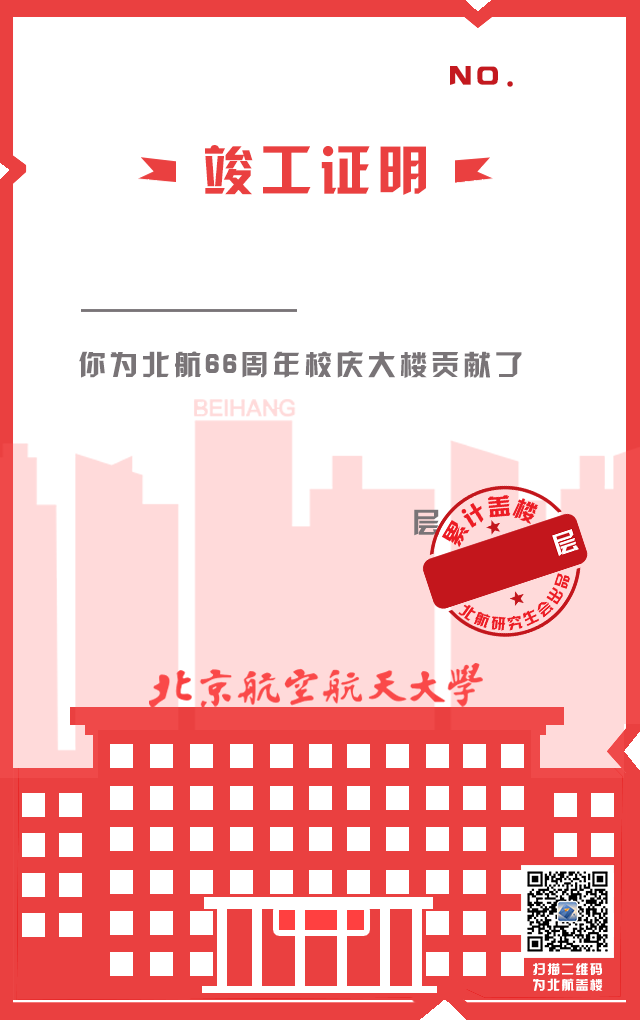 NO.
竣工证明
你为北航66周年校庆大楼贡献了
BEIHANG
层
累计盖楼
层
北航研究生会出品
北京航空航天大學
扫描二维码
为北航盖楼